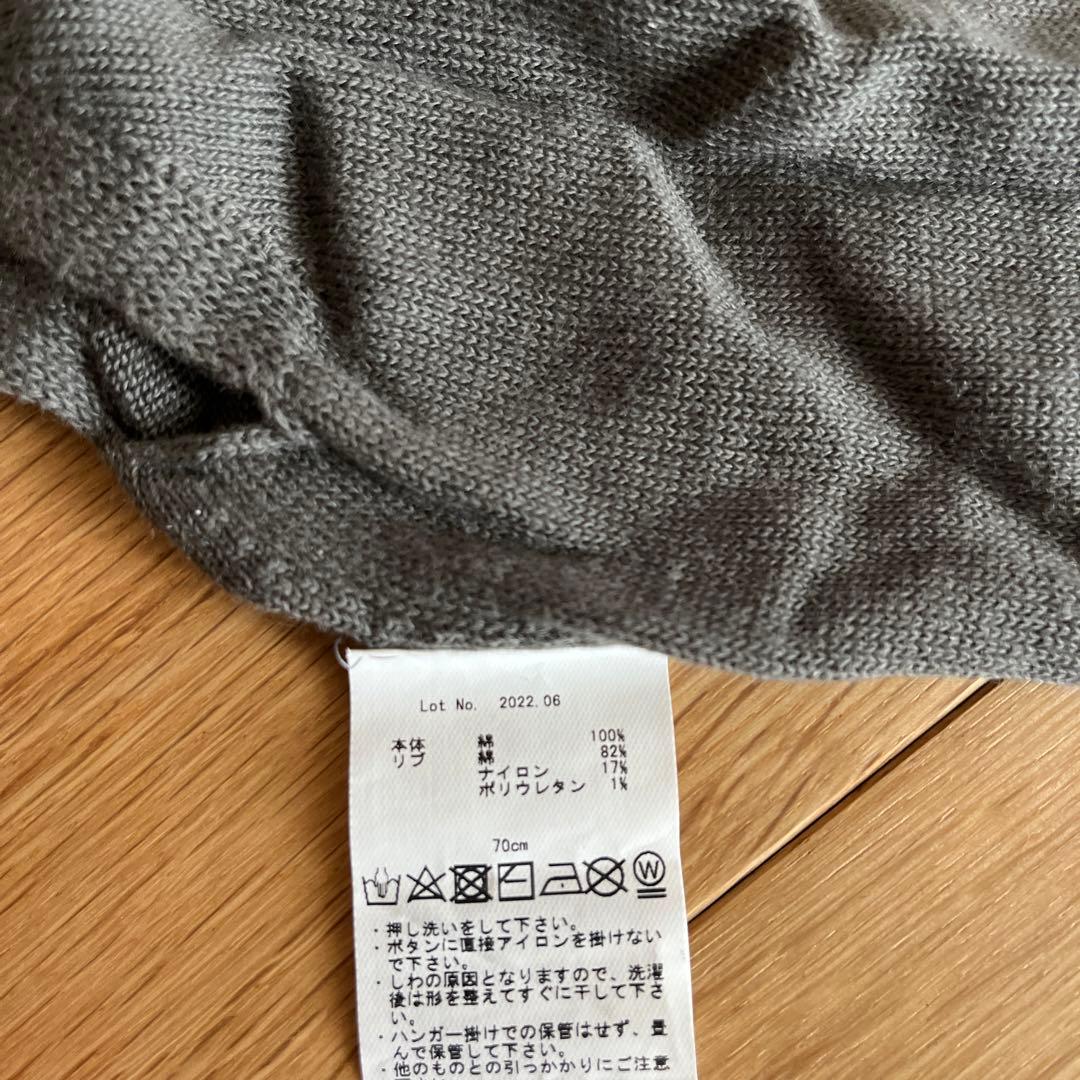 Lot No. 2022.06
本体 綿 100%
リブ 綿 82%
ナイロン 17%
ポリウレタン 1%
70cm
W
・押し洗いをして下さい。
・ボタンに直接アイロンを掛けない
で下さい。
・しわの原因となりますので、洗濯
後は形を整えてすぐに干して下さ
い。
・ハンガー掛けでの保管はせず、畳
んで保管して下さい。
・他のものとの引っかかりにご注意